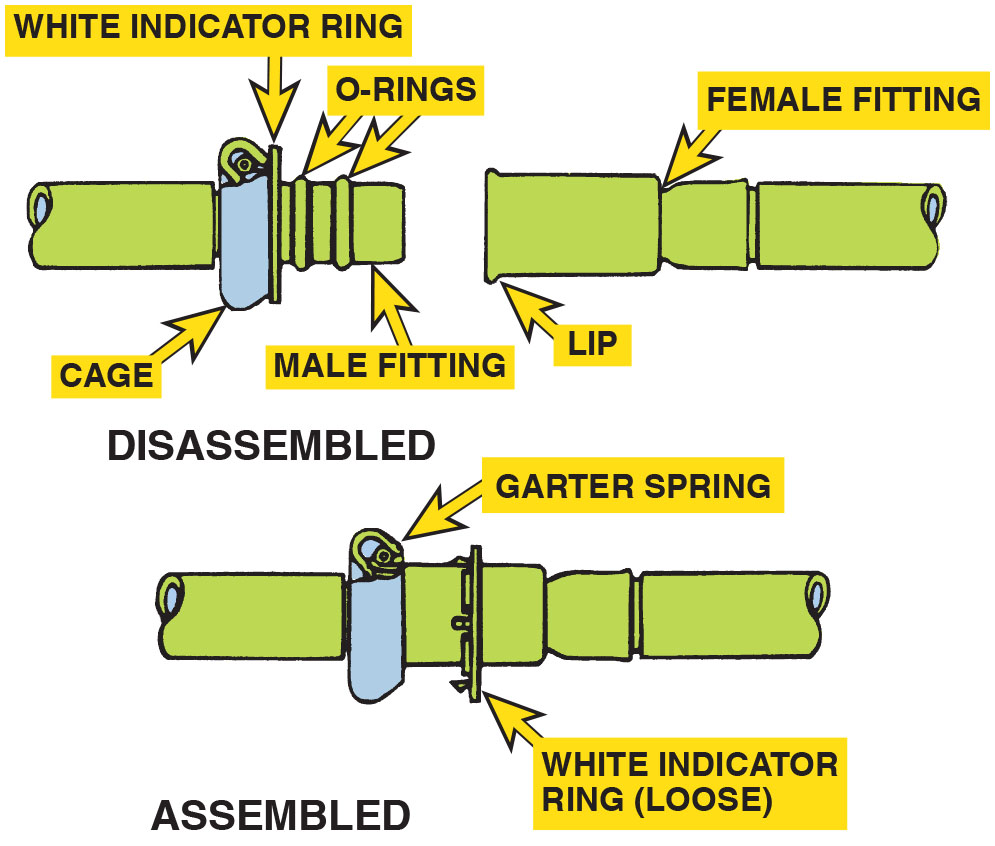 WHITE INDICATOR RING
O-RINGS
FEMALE FITTING
LIP
MALE FITTING
CAGE
DISASSEMBLED
GARTER SPRING
WHITE INDICATOR
RING (LOOSE)
ASSEMBLED